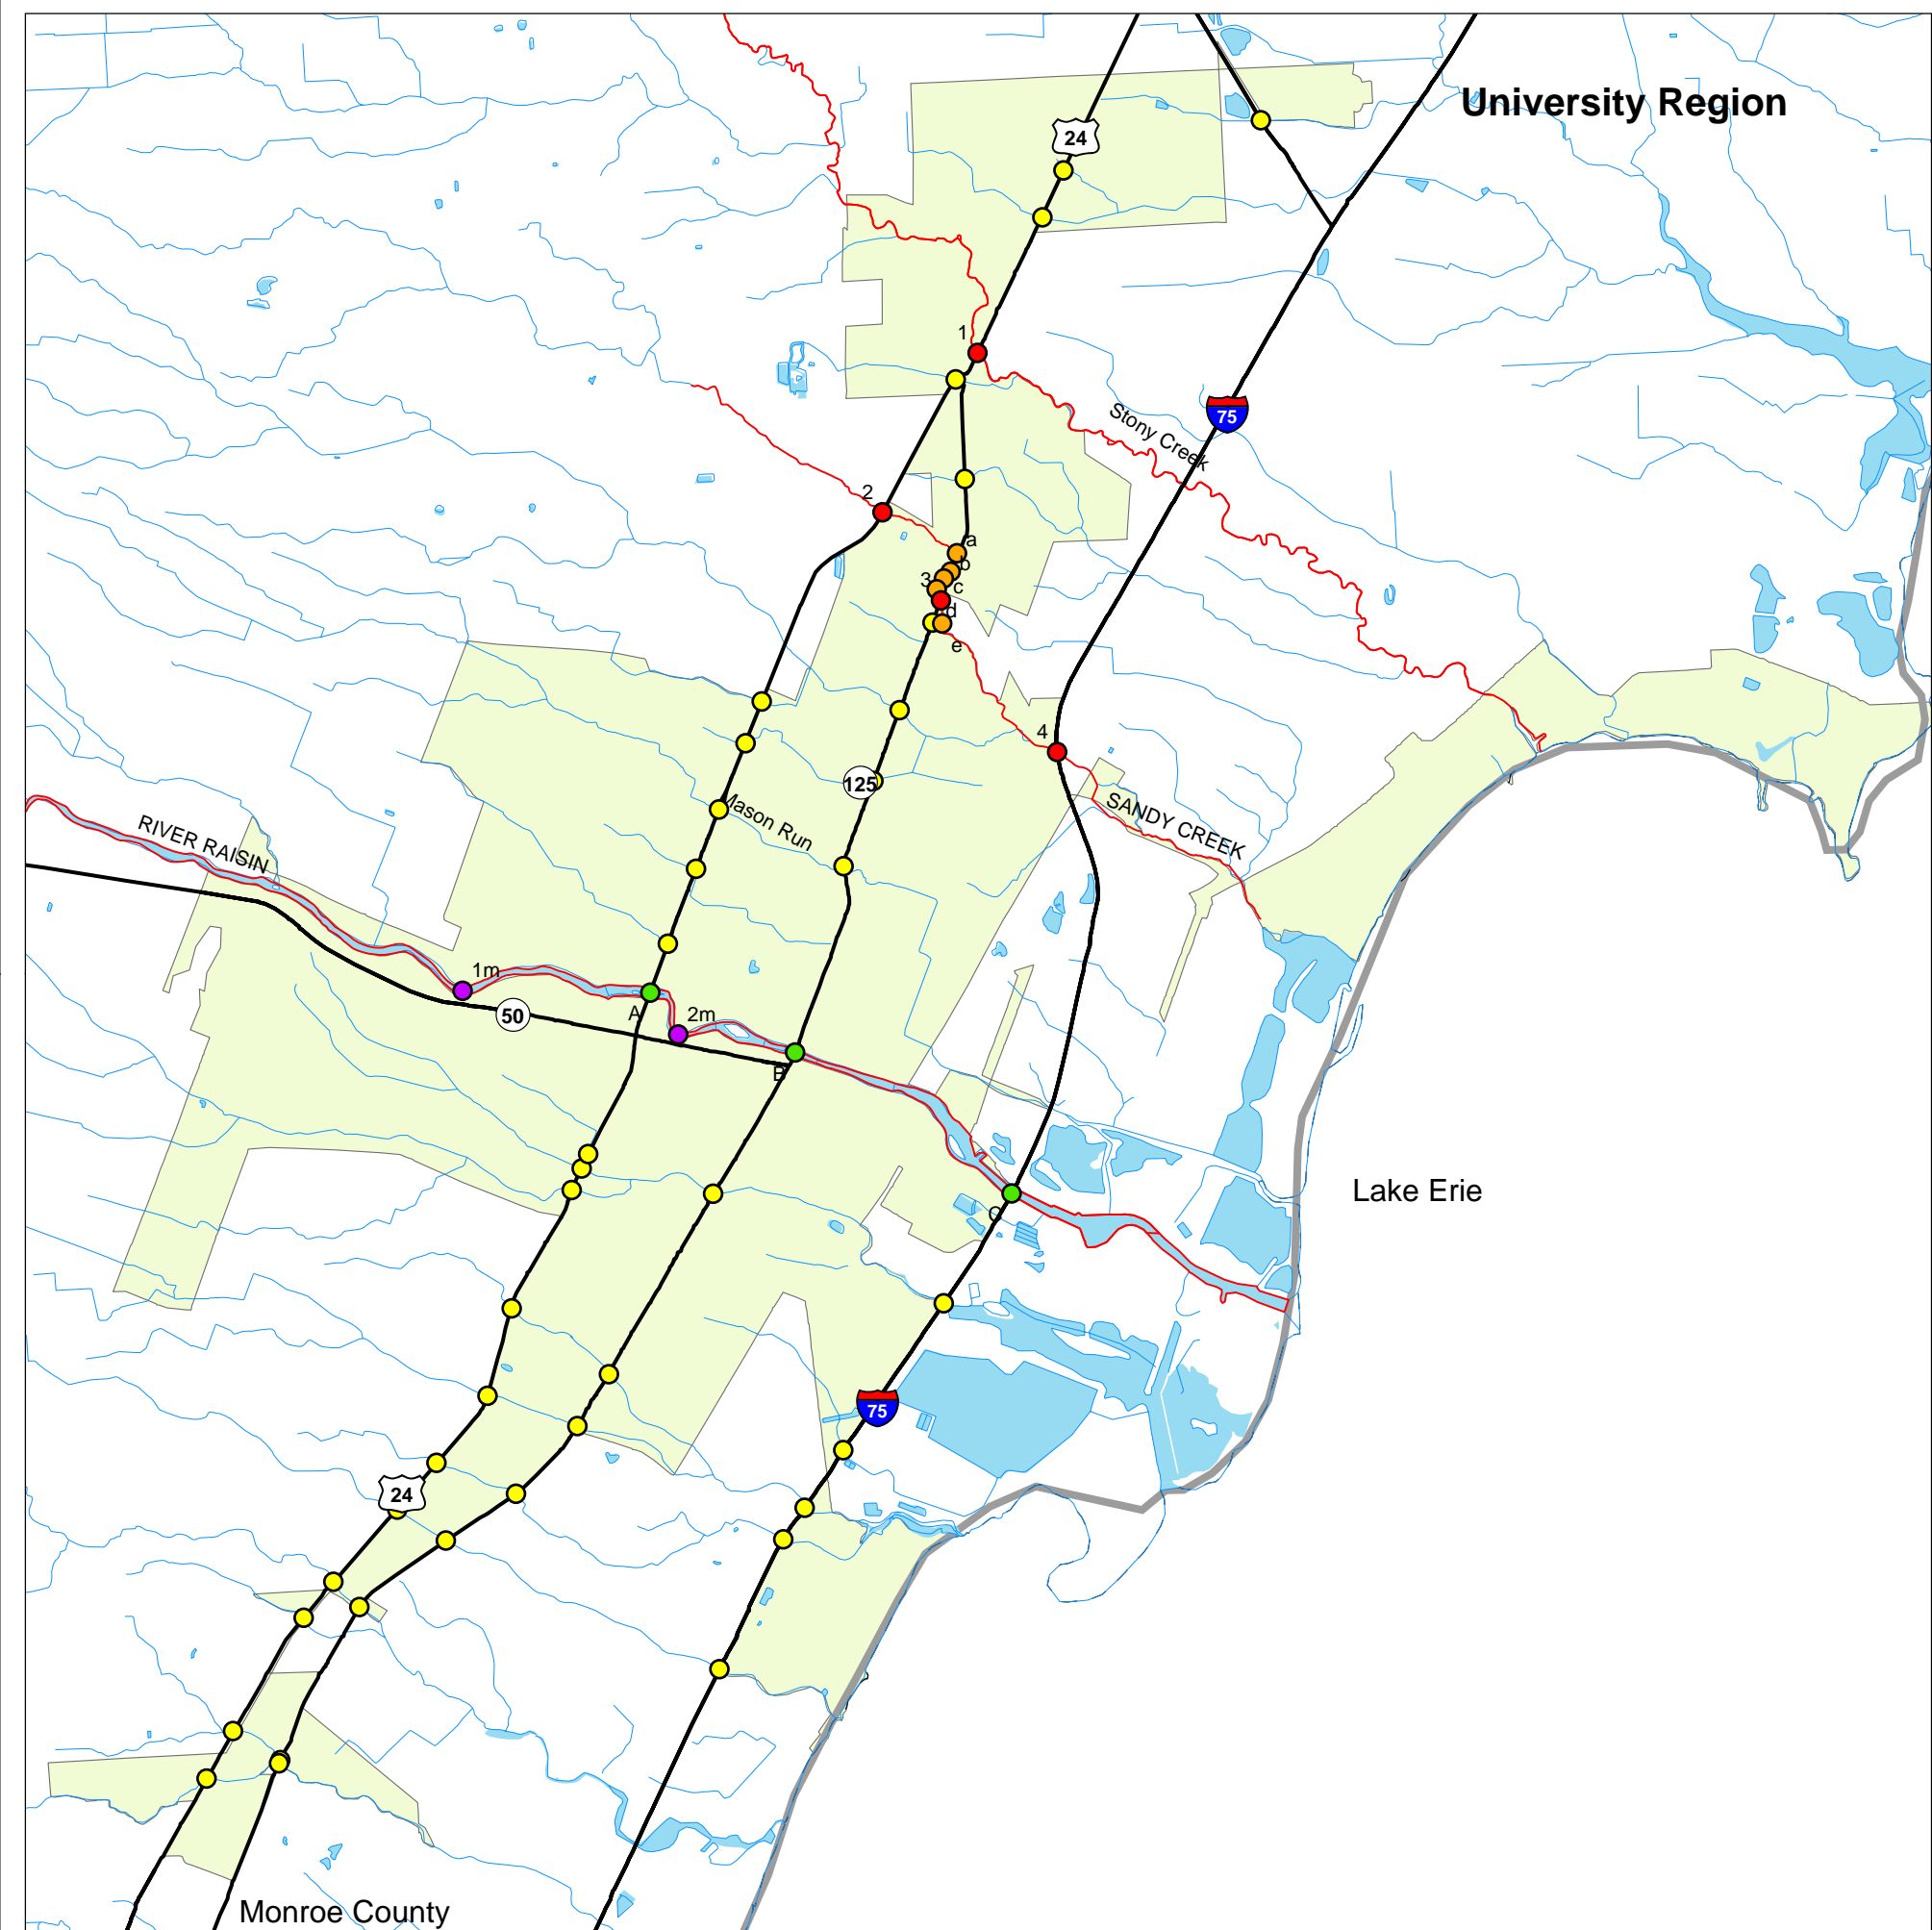 University Region
24
1
Stony Creek
75
2
a
b
3
c
d
e
4
125
Mason Run
SANDY CREEK
RIVER RAISIN
1m
50
A
2m
B
Lake Erie
C
75
24
Monroe County